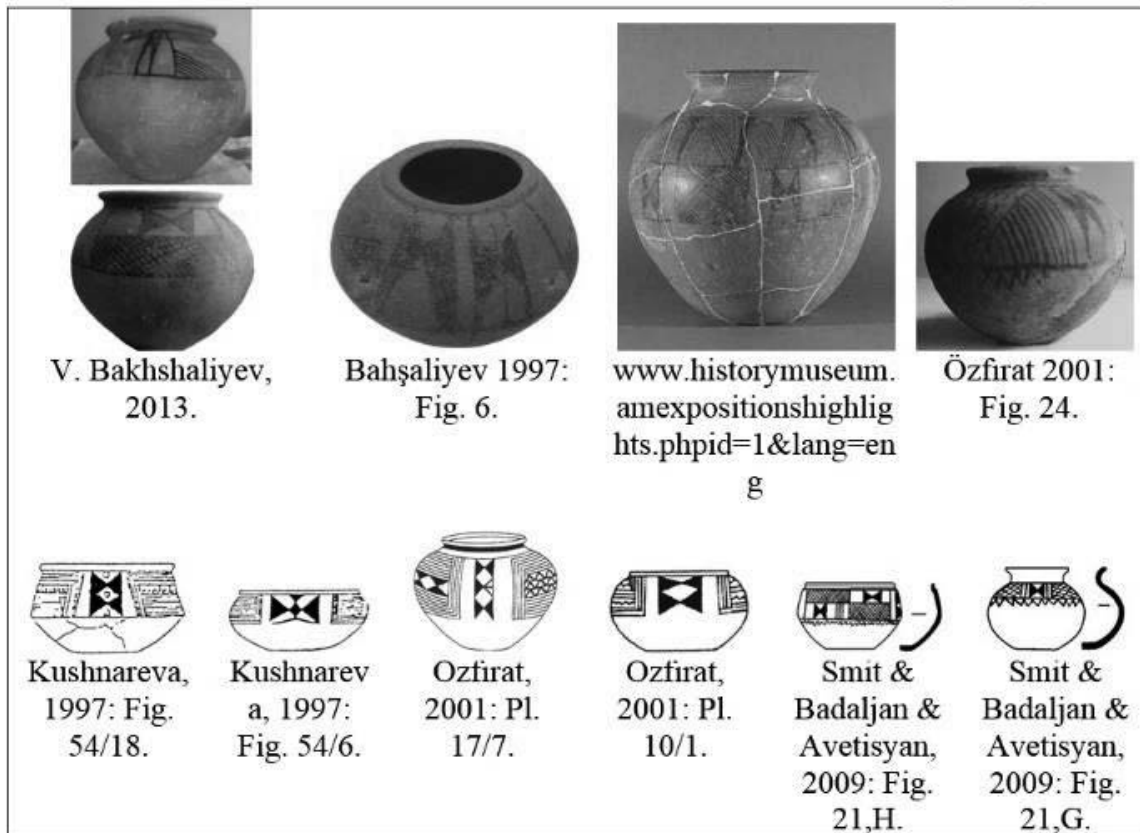 V. Bakhshaliyev,
2013.
Bahşaliyev 1997:
Fig. 6.
www.historymuseum.
amexpositionshighlig
hts.phpid=1&lang=en
g
Özfırat 2001:
Fig. 24.
Kushnareva,
1997: Fig.
54/18.
Kushnarev
a, 1997:
Fig. 54/6.
Ozfirat,
2001: Pl.
17/7.
Ozfirat,
2001: Pl.
10/1.
Smit &
Badaljan &
Avetisyan,
2009: Fig.
21,H.
Smit &
Badaljan &
Avetisyan,
2009: Fig.
21,G.